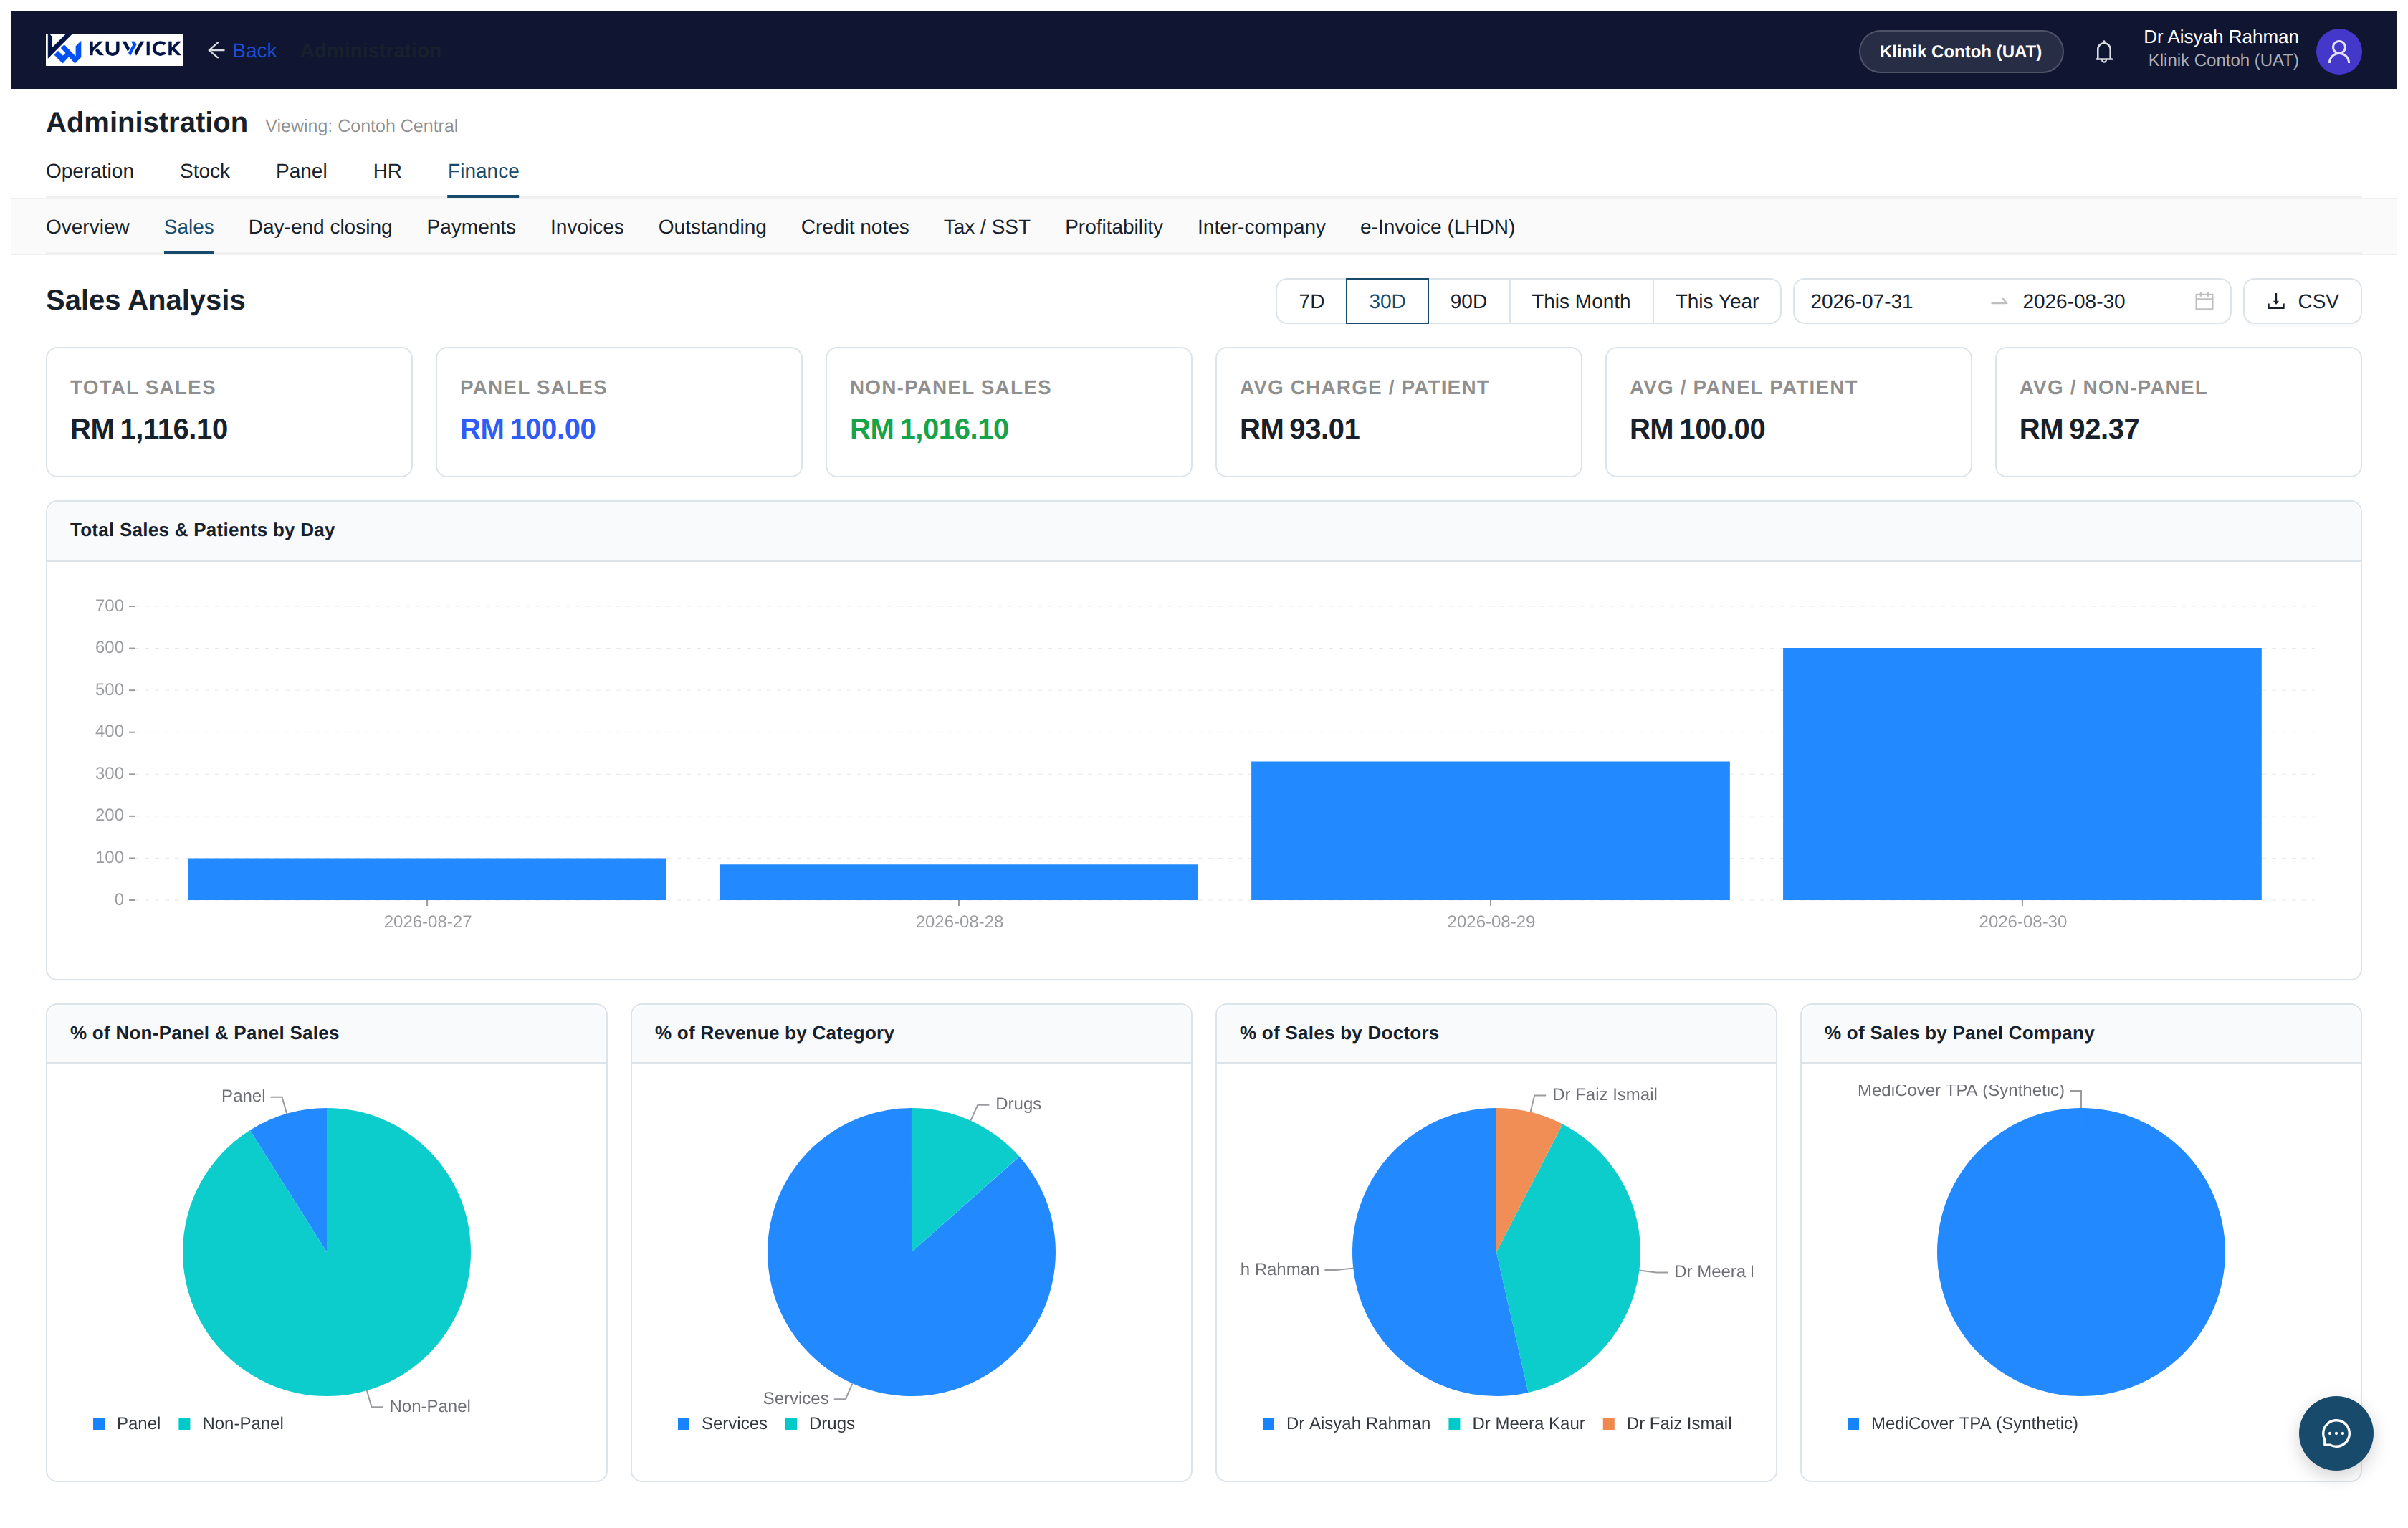 KUWICK
Back
Administration
Klinik Contoh (UAT)
Dr Aisyah Rahman
Klinik Contoh (UAT)
Administration
Viewing: Contoh Central
Operation Stock Panel HR Finance
Overview Sales Day-end closing Payments Invoices Outstanding Credit notes Tax / SST Profitability Inter-company e-Invoice (LHDN)
Sales Analysis
7D 30D 90D This Month This Year
2026-07-31 2026-08-30
CSV
TOTAL SALES
RM 1,116.10
PANEL SALES
RM 100.00
NON-PANEL SALES
RM 1,016.10
AVG CHARGE / PATIENT
RM 93.01
AVG / PANEL PATIENT
RM 100.00
AVG / NON-PANEL
RM 92.37
Total Sales & Patients by Day
700
600
500
400
300
200
100
0
2026-08-27 2026-08-28 2026-08-29 2026-08-30
% of Non-Panel & Panel Sales
Panel
Non-Panel
Panel Non-Panel
% of Revenue by Category
Drugs
Services
Services Drugs
% of Sales by Doctors
Dr Faiz Ismail
h Rahman
Dr Meera
Dr Aisyah Rahman Dr Meera Kaur Dr Faiz Ismail
% of Sales by Panel Company
MediCover TPA (Synthetic)
MediCover TPA (Synthetic)